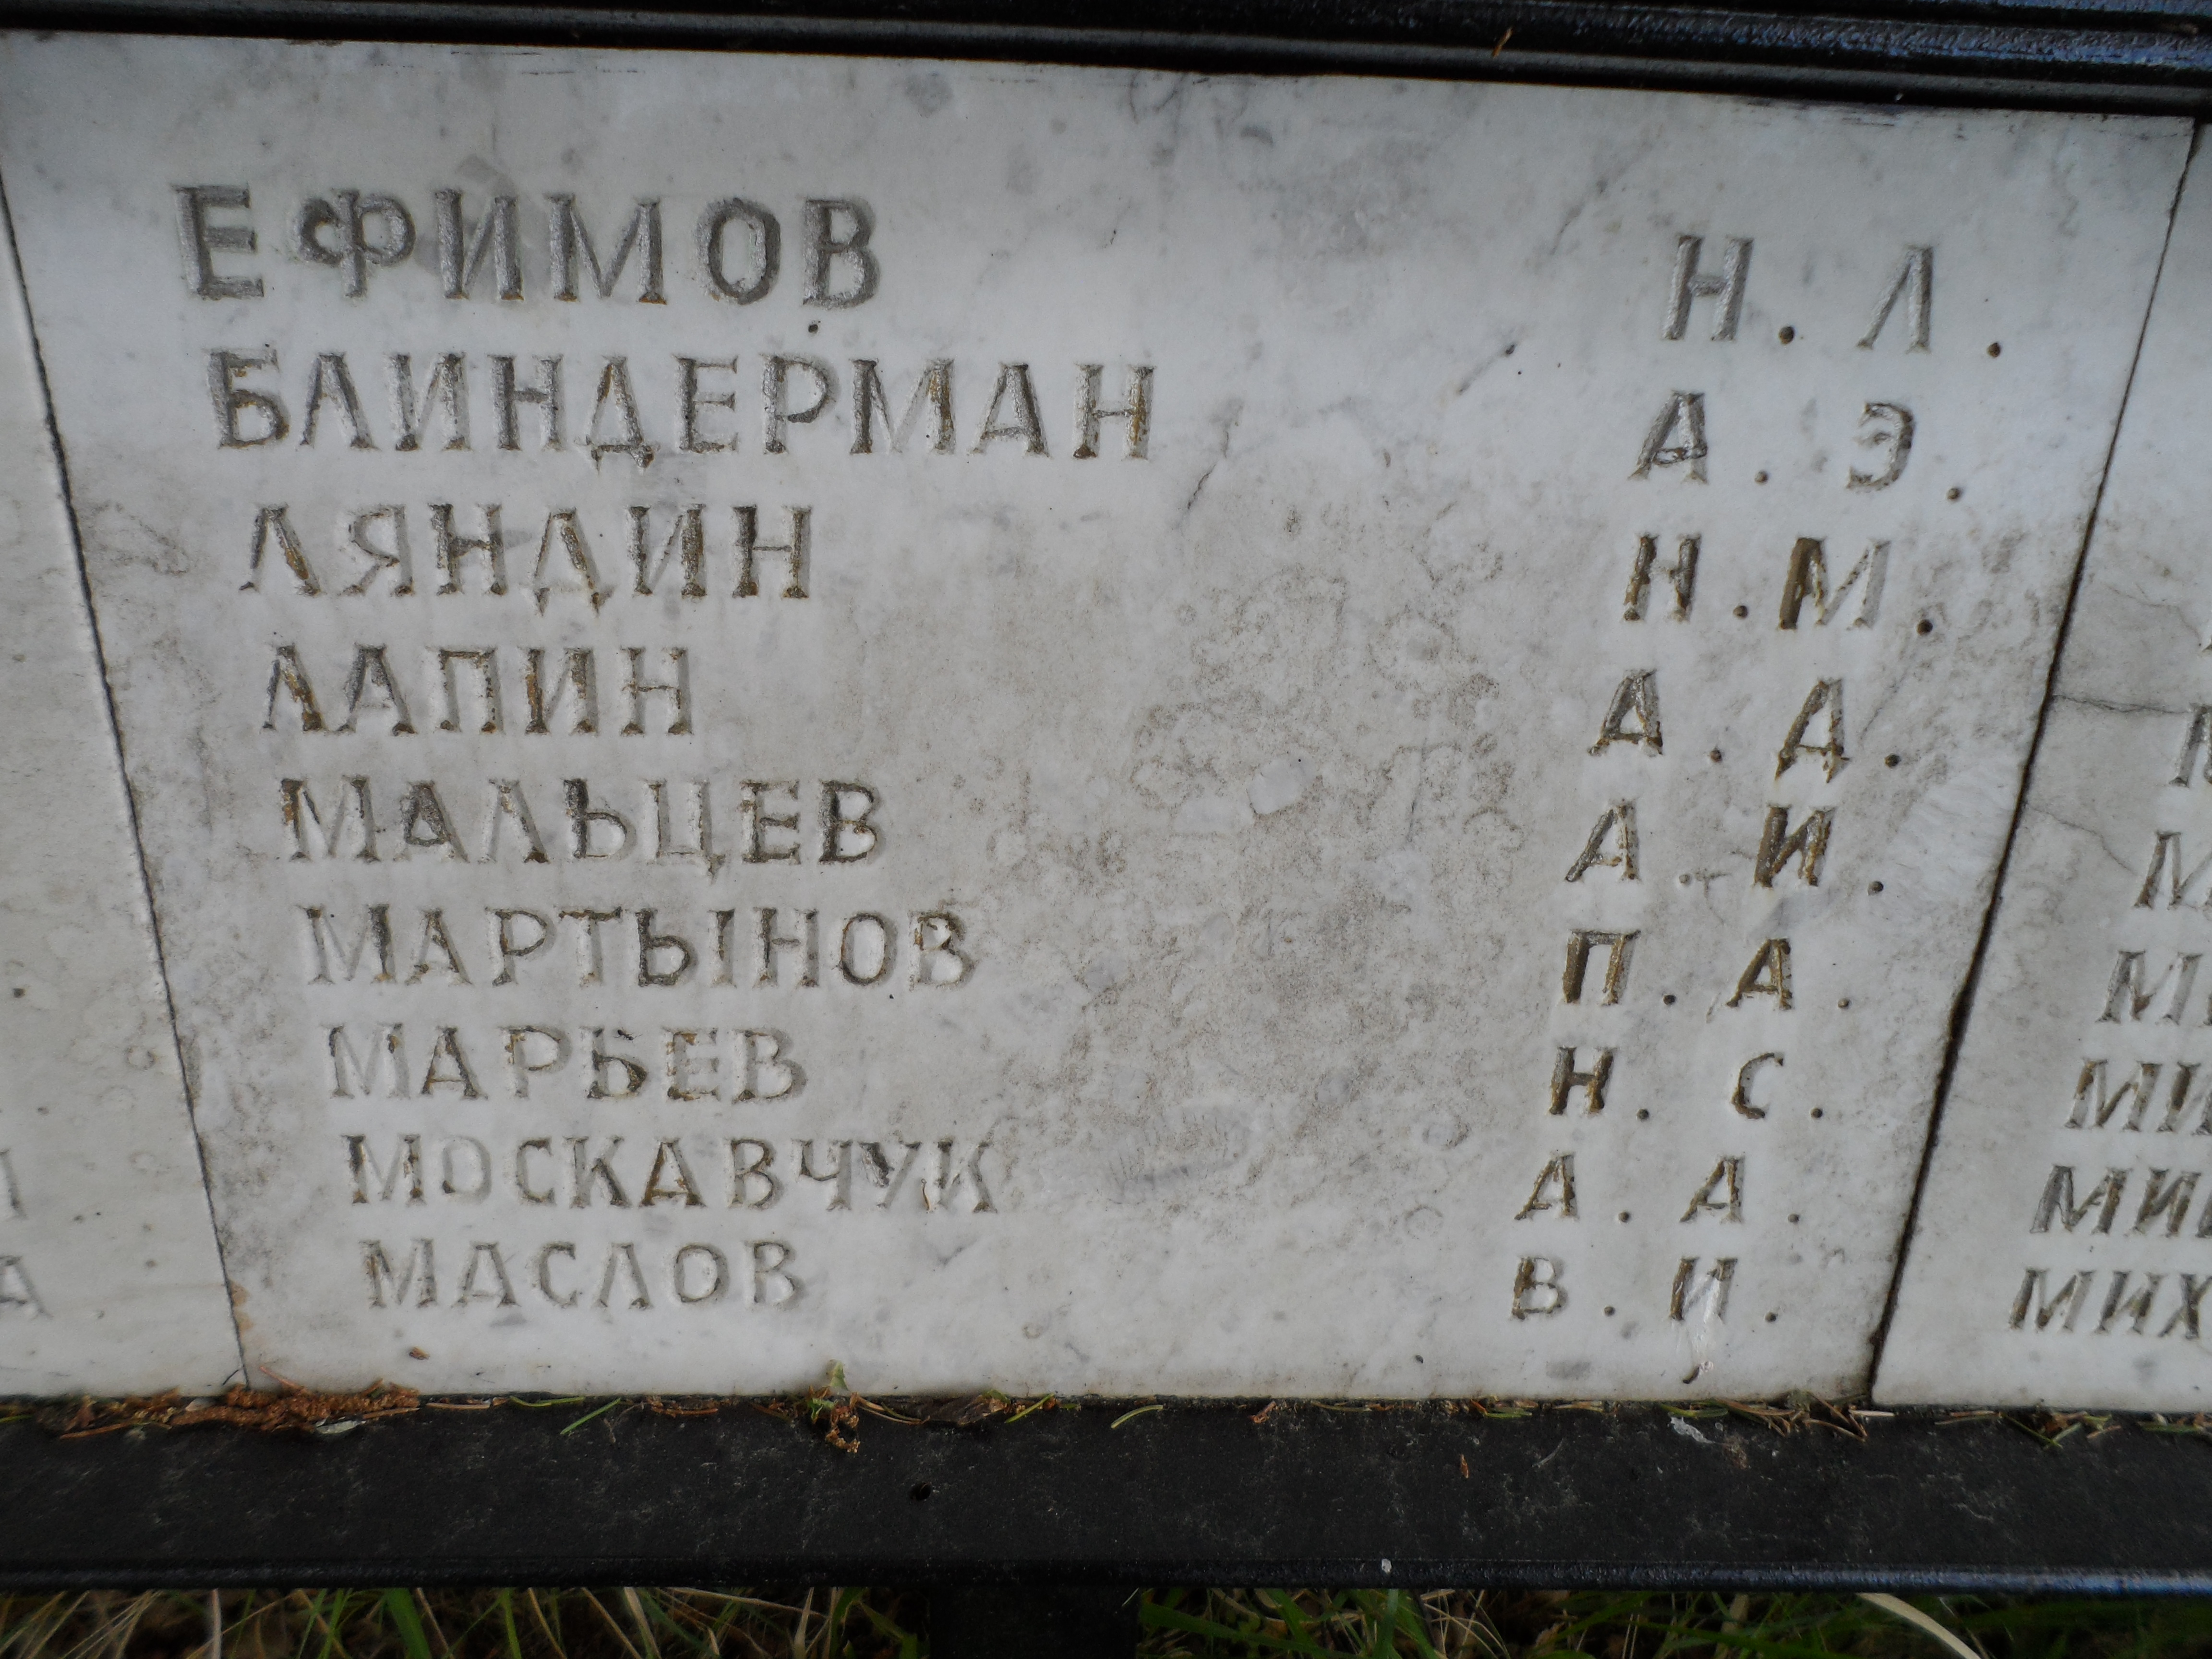 ЕФИМОВ Н.Л.
БЛИНДЕРМАН А.Э.
ЛЯНДИН Н.М.
ЛАПИН А.Д.
МАЛЬЦЕВ А.И.
МАРТЫНОВ П.А.
МАРЬЕВ Н.С.
МОСКАВЧУК А.А.
МАСЛОВ В.И.